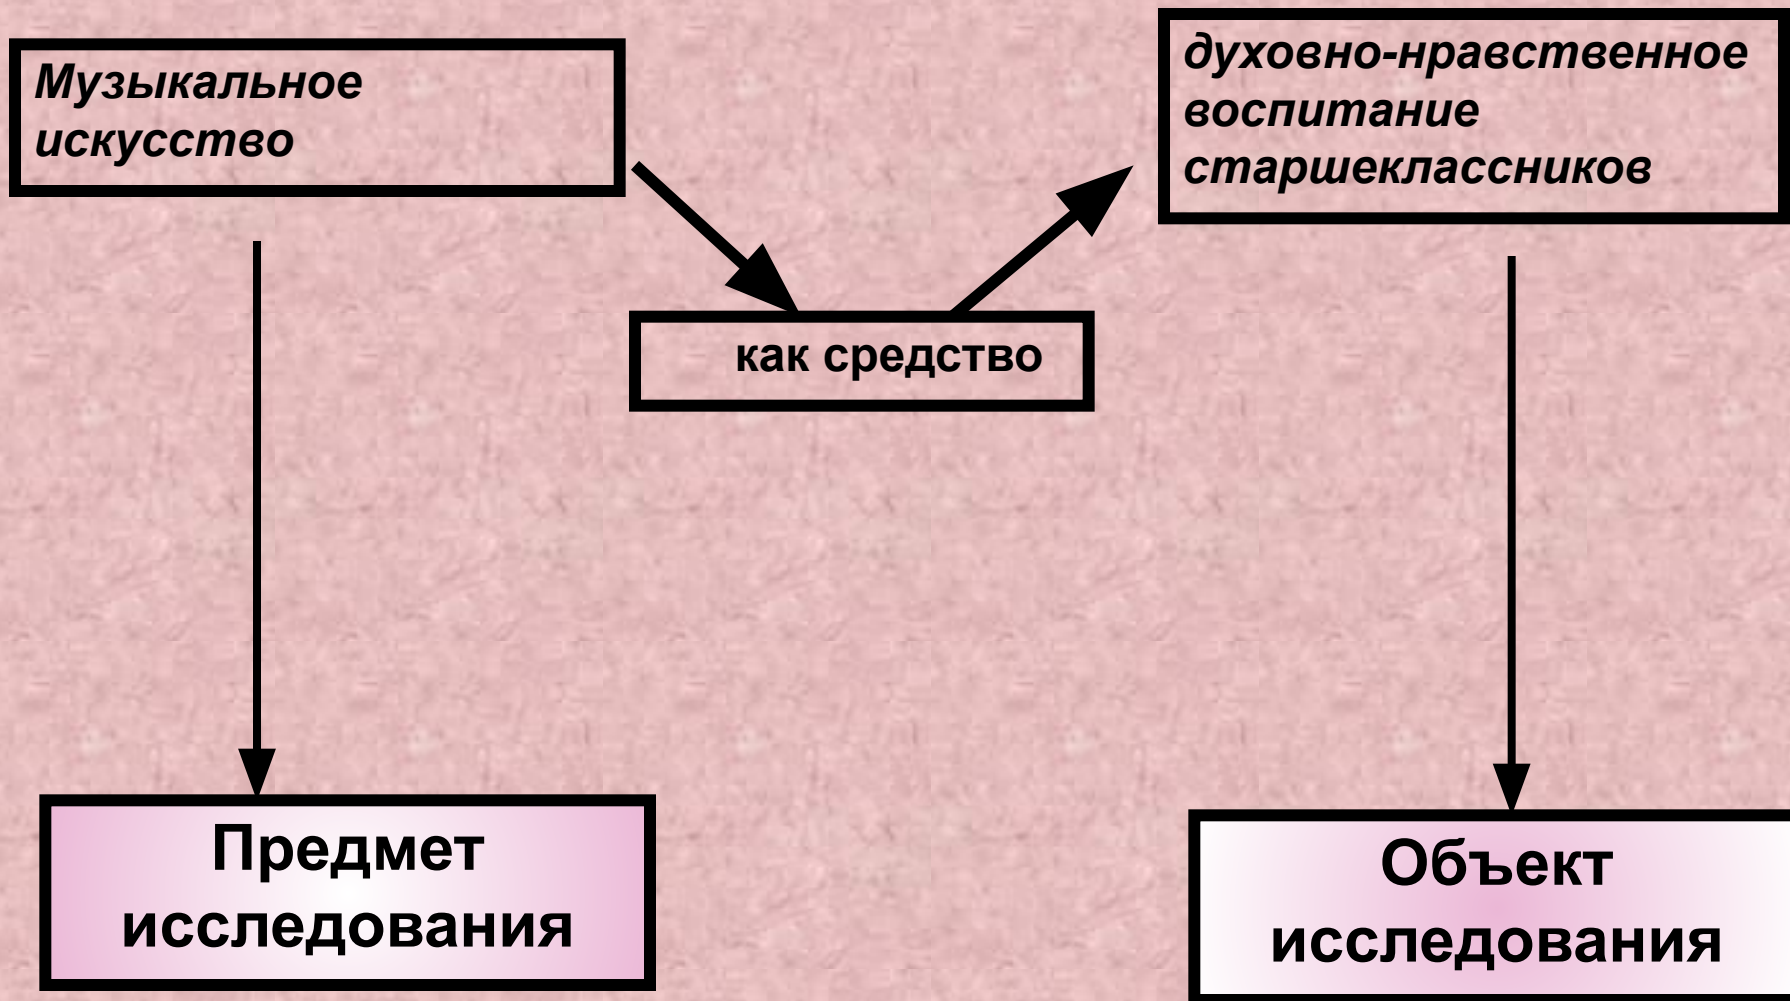 Музыкальное
искусство
как средство
духовно-нравственное
воспитание
старшеклассников
Предмет
исследования
Объект
исследования